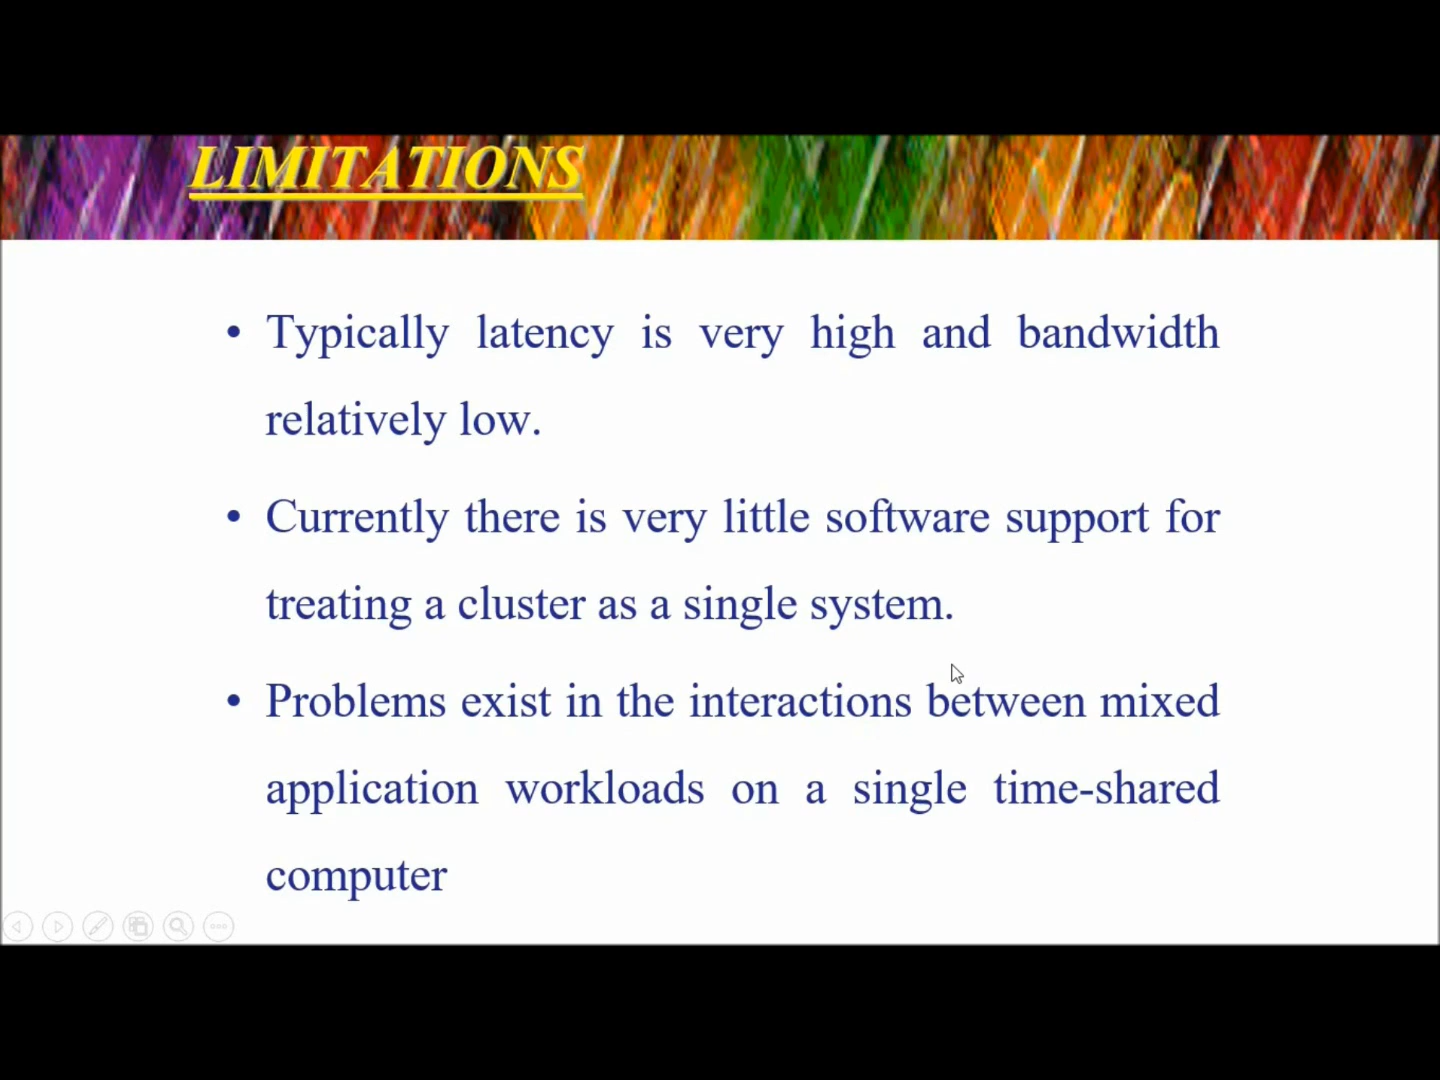 LIMITATIONS
• Typically latency is very high and bandwidth
relatively low.
• Currently there is very little software support for
treating a cluster as a single system.
• Problems exist in the interactions between mixed
application workloads on a single time-shared
computer